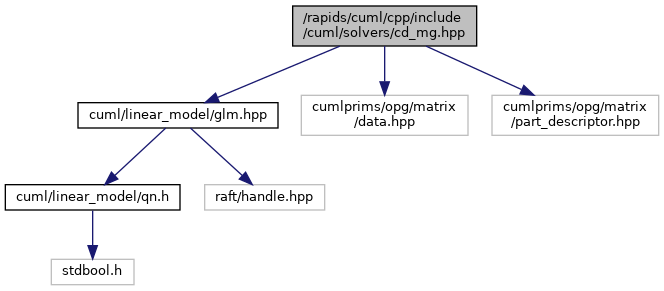 /rapids/cuml/cpp/include
/cuml/solvers/cd_mg.hpp
cuml/linear_model/glm.hpp
cumlprims/opg/matrix
/data.hpp
cumlprims/opg/matrix
/part_descriptor.hpp
cuml/linear_model/qn.h
raft/handle.hpp
stdbool.h